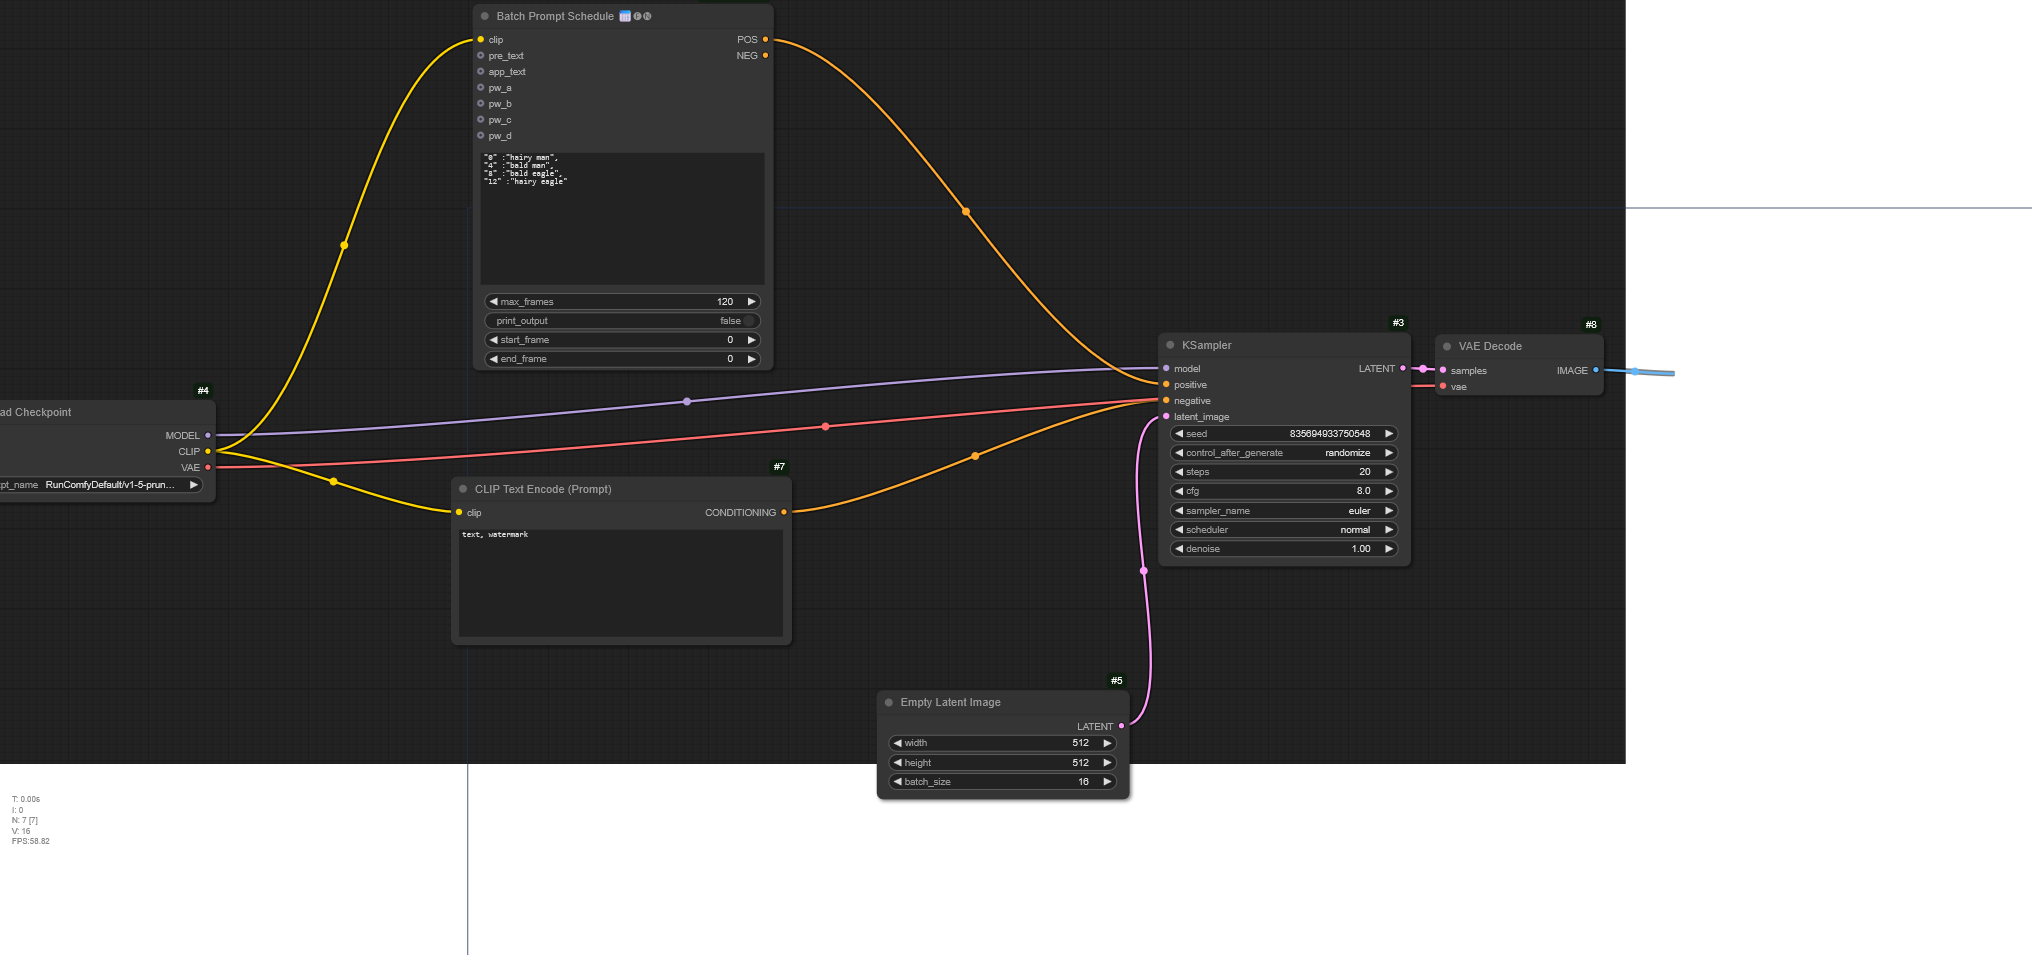 Batch Prompt Schedule
clip
POS
pre_text
NEG
app_text
pw_a
pw_b
pw_c
pw_d
"0" :"hairy man",
"4" :"bald man",
"8" :"bald eagle",
"12" :"hairy eagle"
max_frames 120
print_output false
start_frame 0
end_frame 0
#4
ad Checkpoint
MODEL
CLIP
VAE
pt_name RunComfyDefault/v1-5-prun...
#7
CLIP Text Encode (Prompt)
clip
CONDITIONING
text, watermark
#3
KSampler
model
LATENT
positive
negative
latent_image
seed 835694933750548
control_after_generate randomize
steps 20
cfg 8.0
sampler_name euler
scheduler normal
denoise 1.00
#8
VAE Decode
samples
IMAGE
vae
#5
Empty Latent Image
LATENT
width 512
height 512
batch_size 16
T: 0.00s
I: 0
N: 7 [7]
V: 16
FPS:58.82